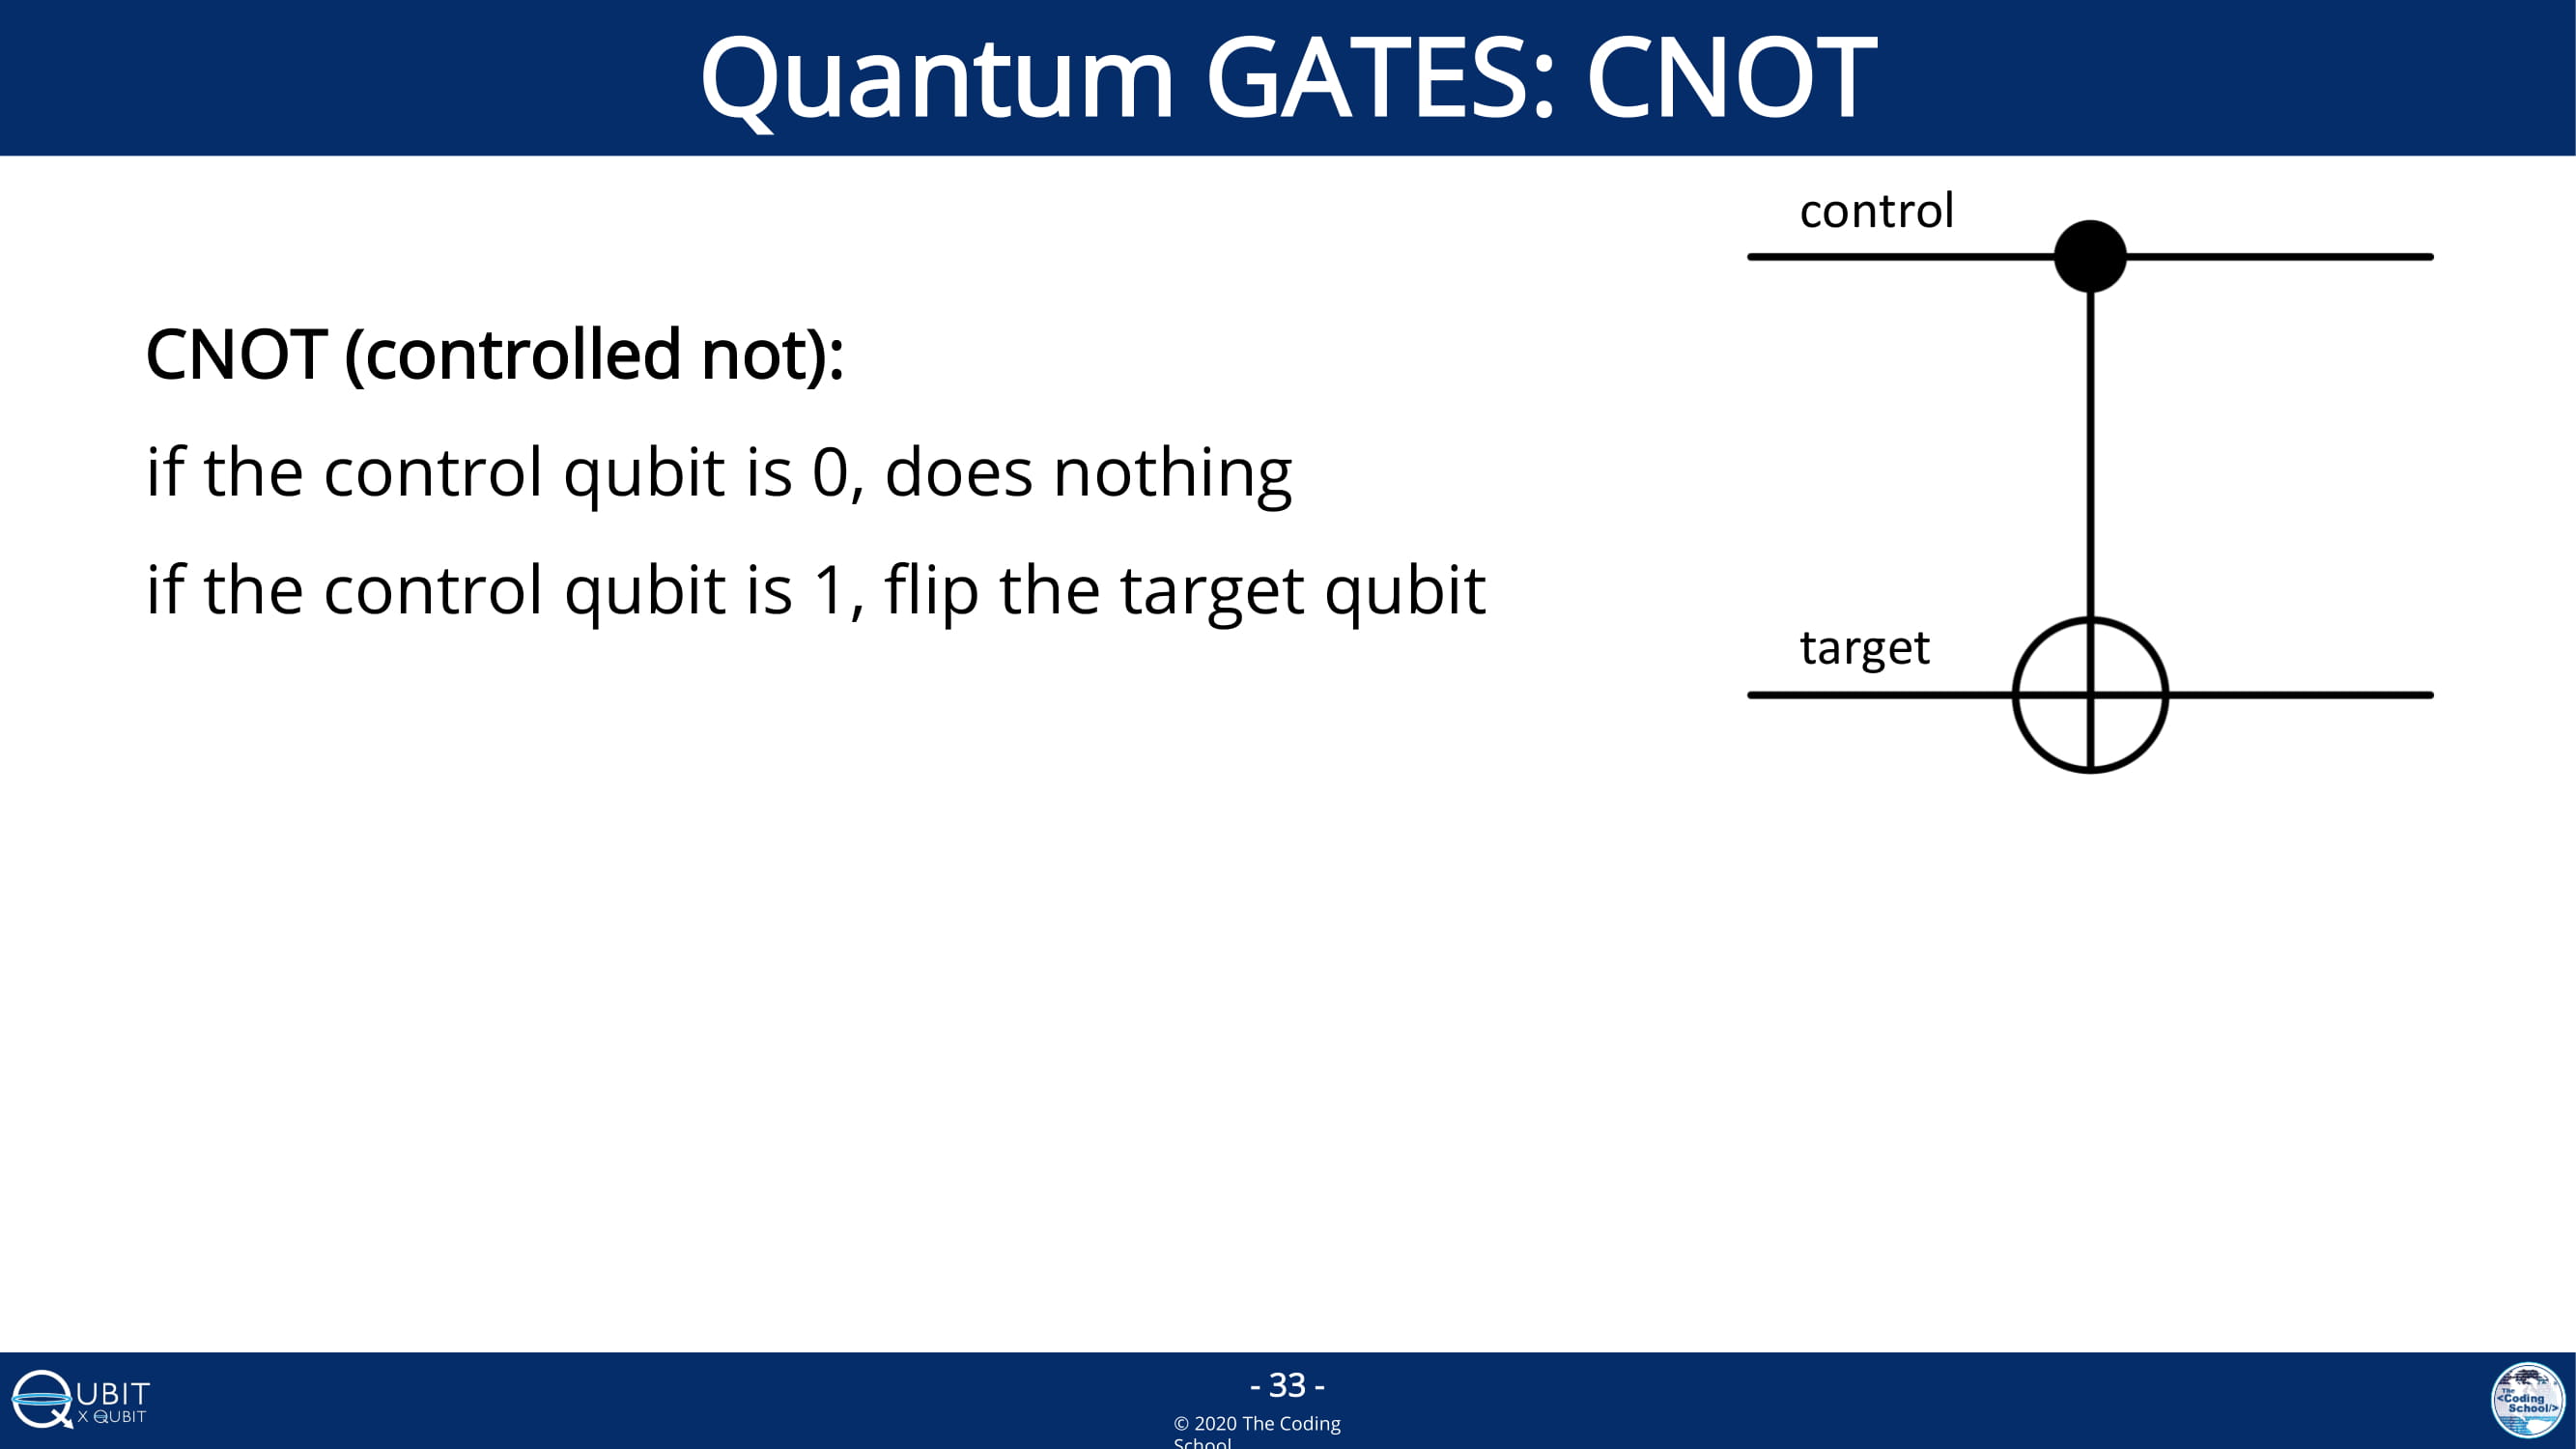 Quantum GATES: CNOT
control
CNOT (controlled not):
if the control qubit is 0, does nothing
if the control qubit is 1, flip the target qubit
target
QUBIT
X QUBIT
- 33 -
© 2020 The Coding
School
The
<Coding
School/>